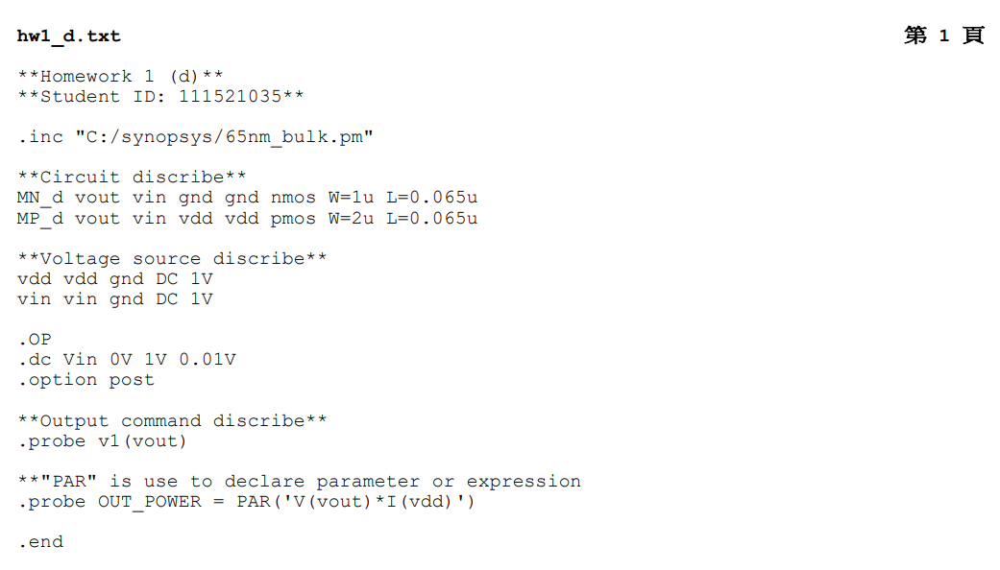 hw1_d.txt 第 1 頁
**Homework 1 (d)**
**Student ID: 111521035**
.inc "C:/synopsys/65nm_bulk.pm"
**Circuit discribe**
MN_d vout vin gnd gnd nmos W=1u L=0.065u
MP_d vout vin vdd vdd pmos W=2u L=0.065u
**Voltage source discribe**
vdd vdd gnd DC 1V
vin vin gnd DC 1V
.OP
.dc Vin 0V 1V 0.01V
.option post
**Output command discribe**
.probe v1(vout)
**"PAR" is use to declare parameter or expression
.probe OUT_POWER = PAR('V(vout)*I(vdd)')
.end